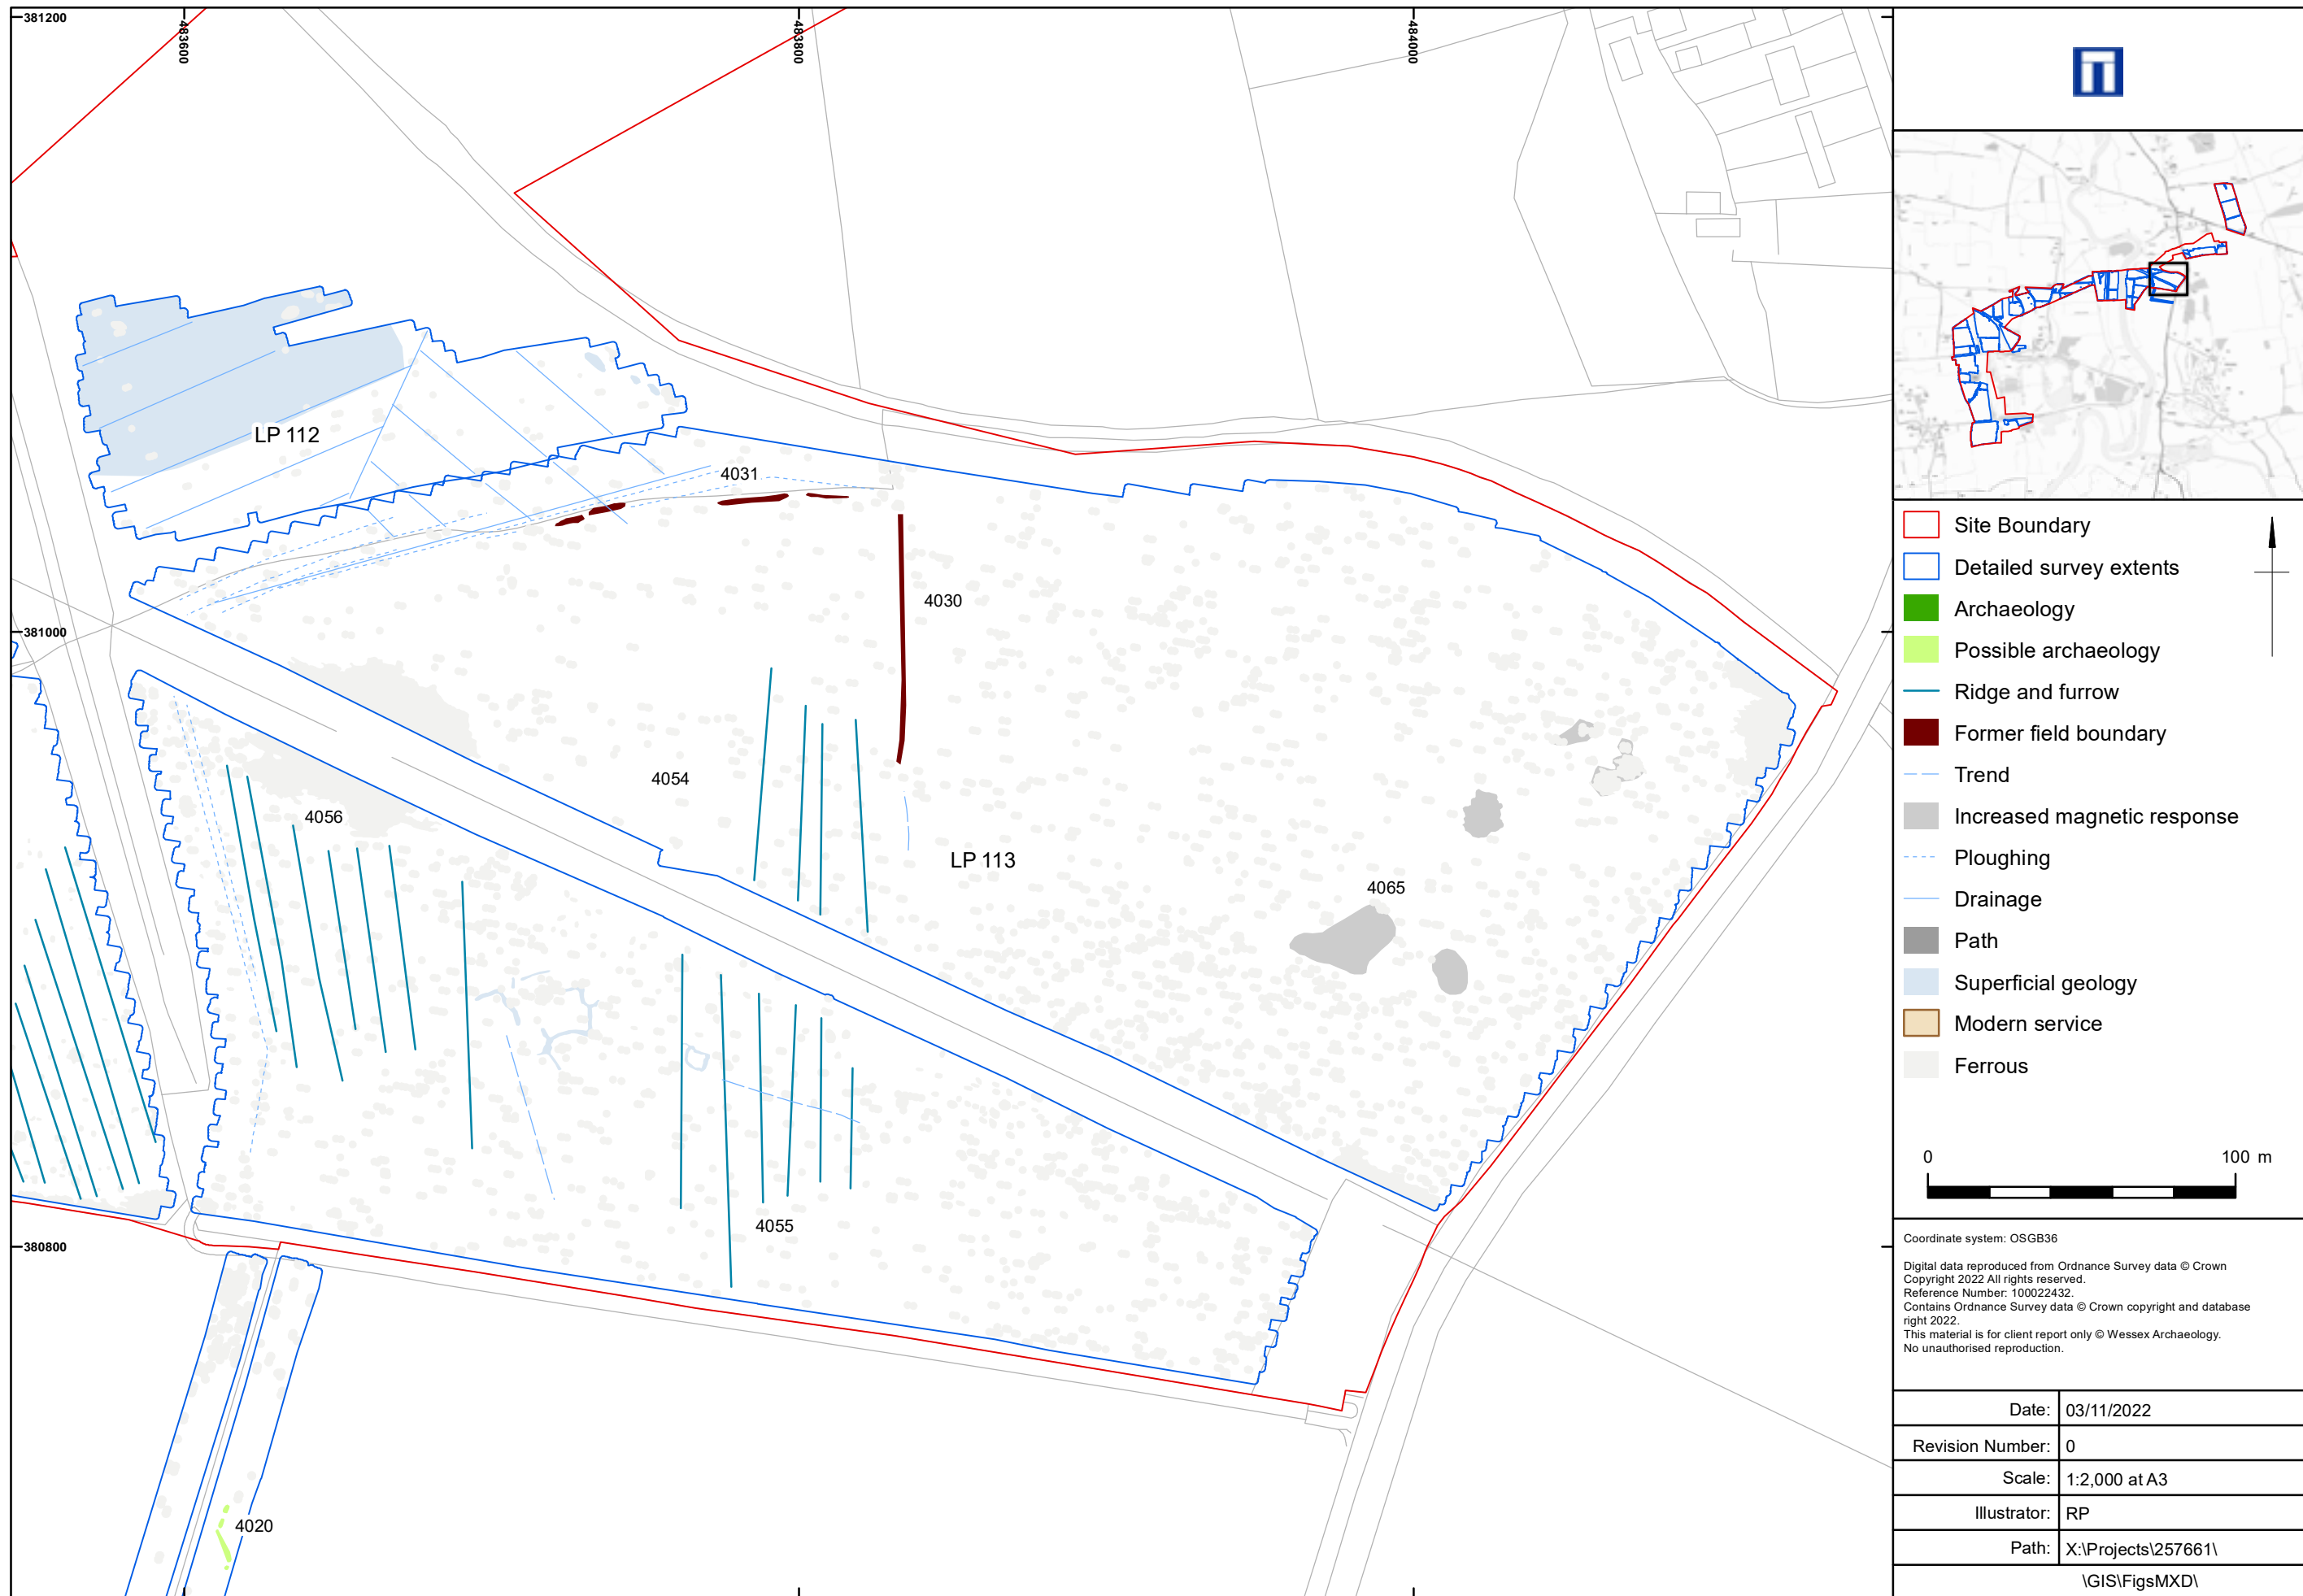 381200
483600
483800
484000
LP 112
4031
4030
381000
4054
4056
LP 113
4065
4055
380800
4020
Site Boundary
Detailed survey extents
Archaeology
Possible archaeology
Ridge and furrow
Former field boundary
Trend
Increased magnetic response
Ploughing
Drainage
Path
Superficial geology
Modern service
Ferrous
0 100 m
Coordinate system: OSGB36
Digital data reproduced from Ordnance Survey data © Crown
Copyright 2022 All rights reserved.
Reference Number: 100022432.
Contains Ordnance Survey data © Crown copyright and database
right 2022.
This material is for client report only © Wessex Archaeology.
No unauthorised reproduction.
Date: 03/11/2022
Revision Number: 0
Scale: 1:2,000 at A3
Illustrator: RP
Path: X:\Projects\257661\
\GIS\FigsMXD\